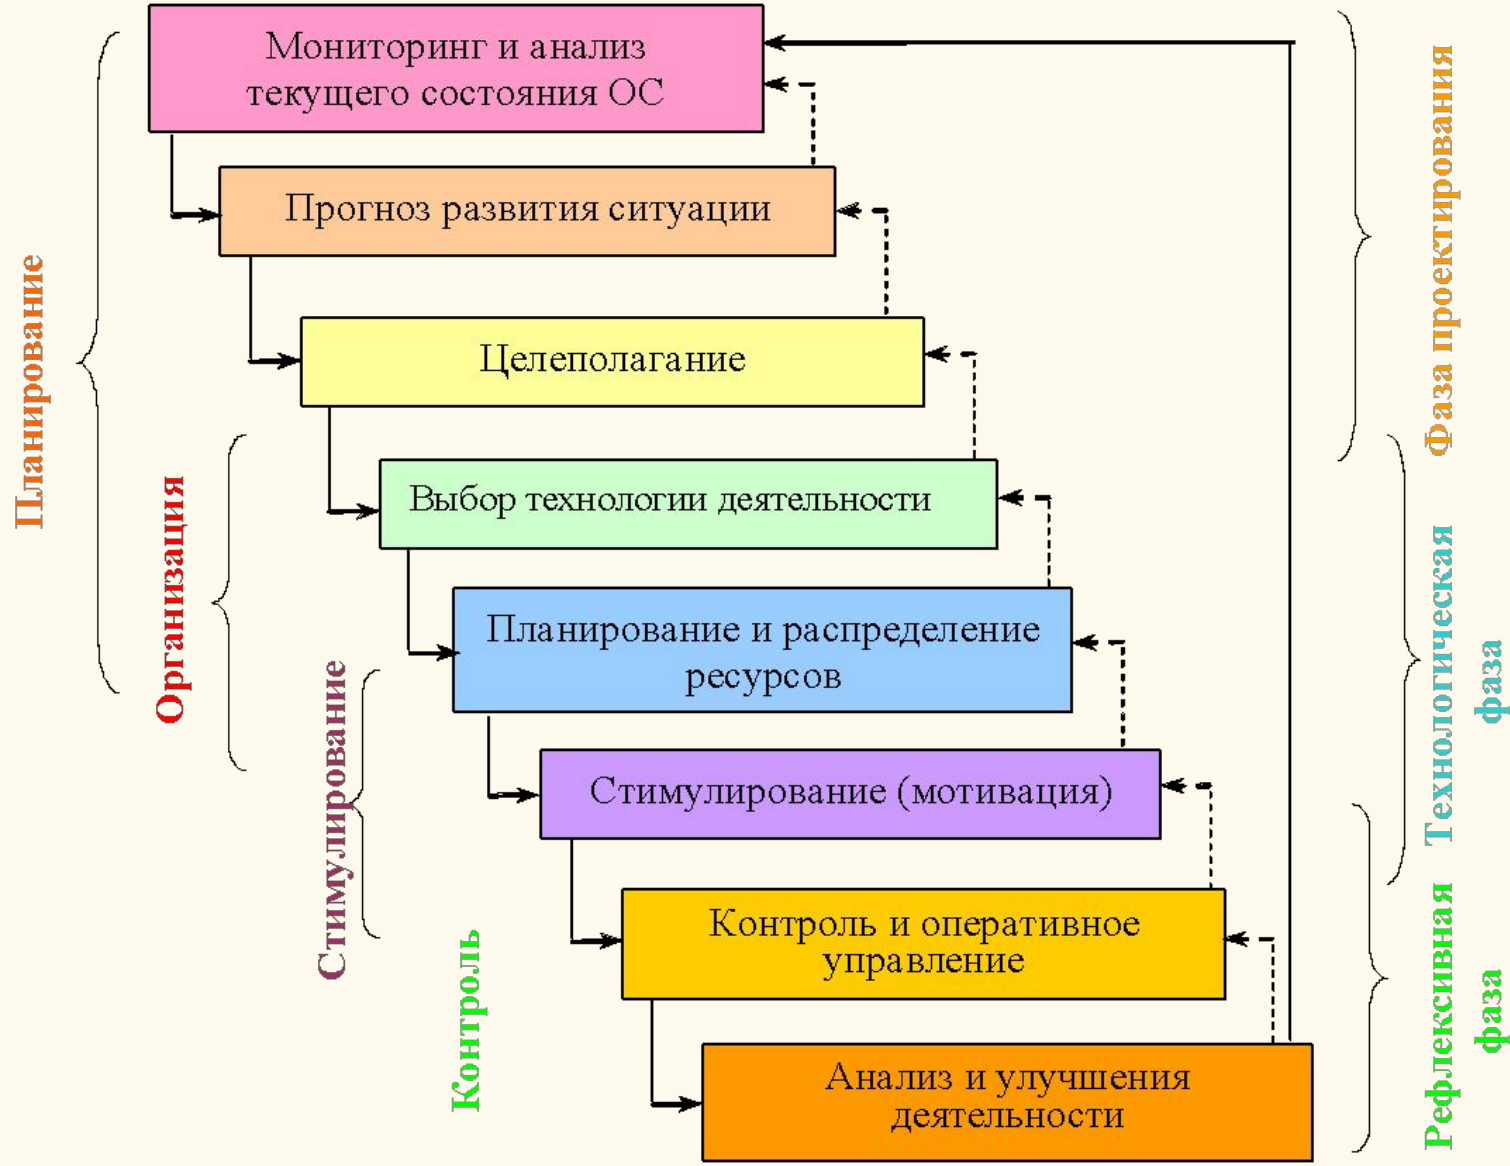 Мониторинг и анализ
текущего состояния ОС
Прогноз развития ситуации
Целеполагание
Выбор технологии деятельности
Планирование и распределение
ресурсов
Стимулирование (мотивация)
Контроль и оперативное
управление
Анализ и улучшения
деятельности
Планирование
Организация
Стимулирование
Контроль
Фаза проектирования
Технологическая
фаза
Рефлексивная
фаза